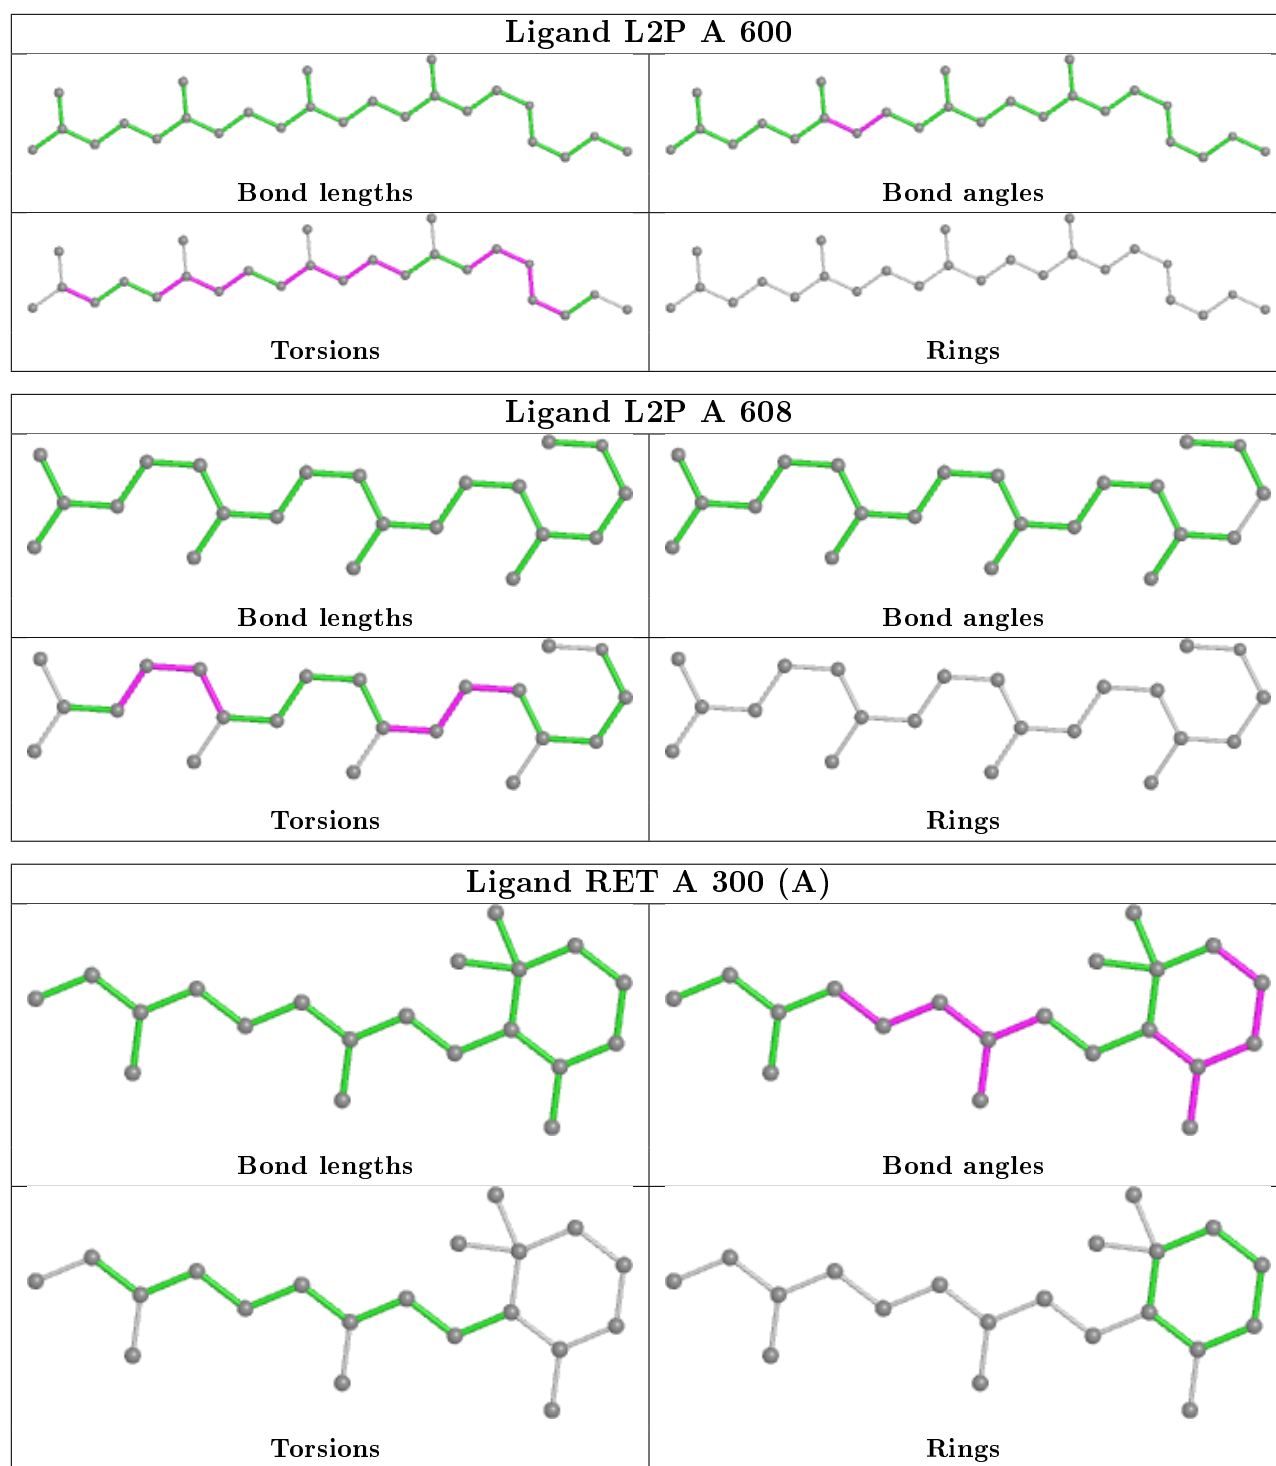 Ligand L2P A 600
Bond lengths
Bond angles
Torsions
Rings
Ligand L2P A 608
Bond lengths
Bond angles
Torsions
Rings
Ligand RET A 300 (A)
Bond lengths
Bond angles
Torsions
Rings